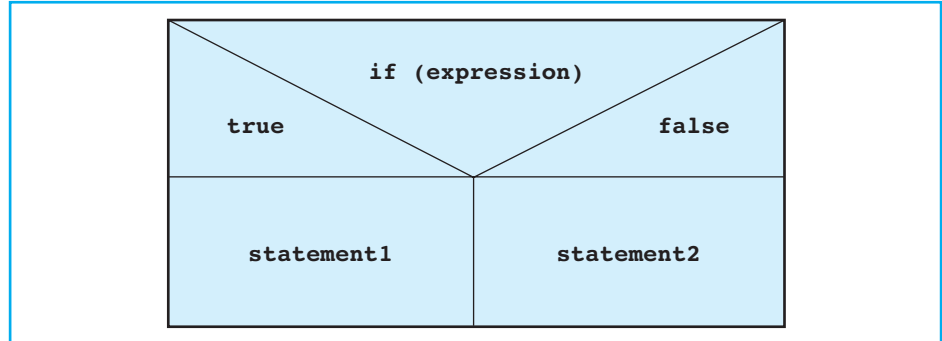 if (expression)
true false
statement1 statement2